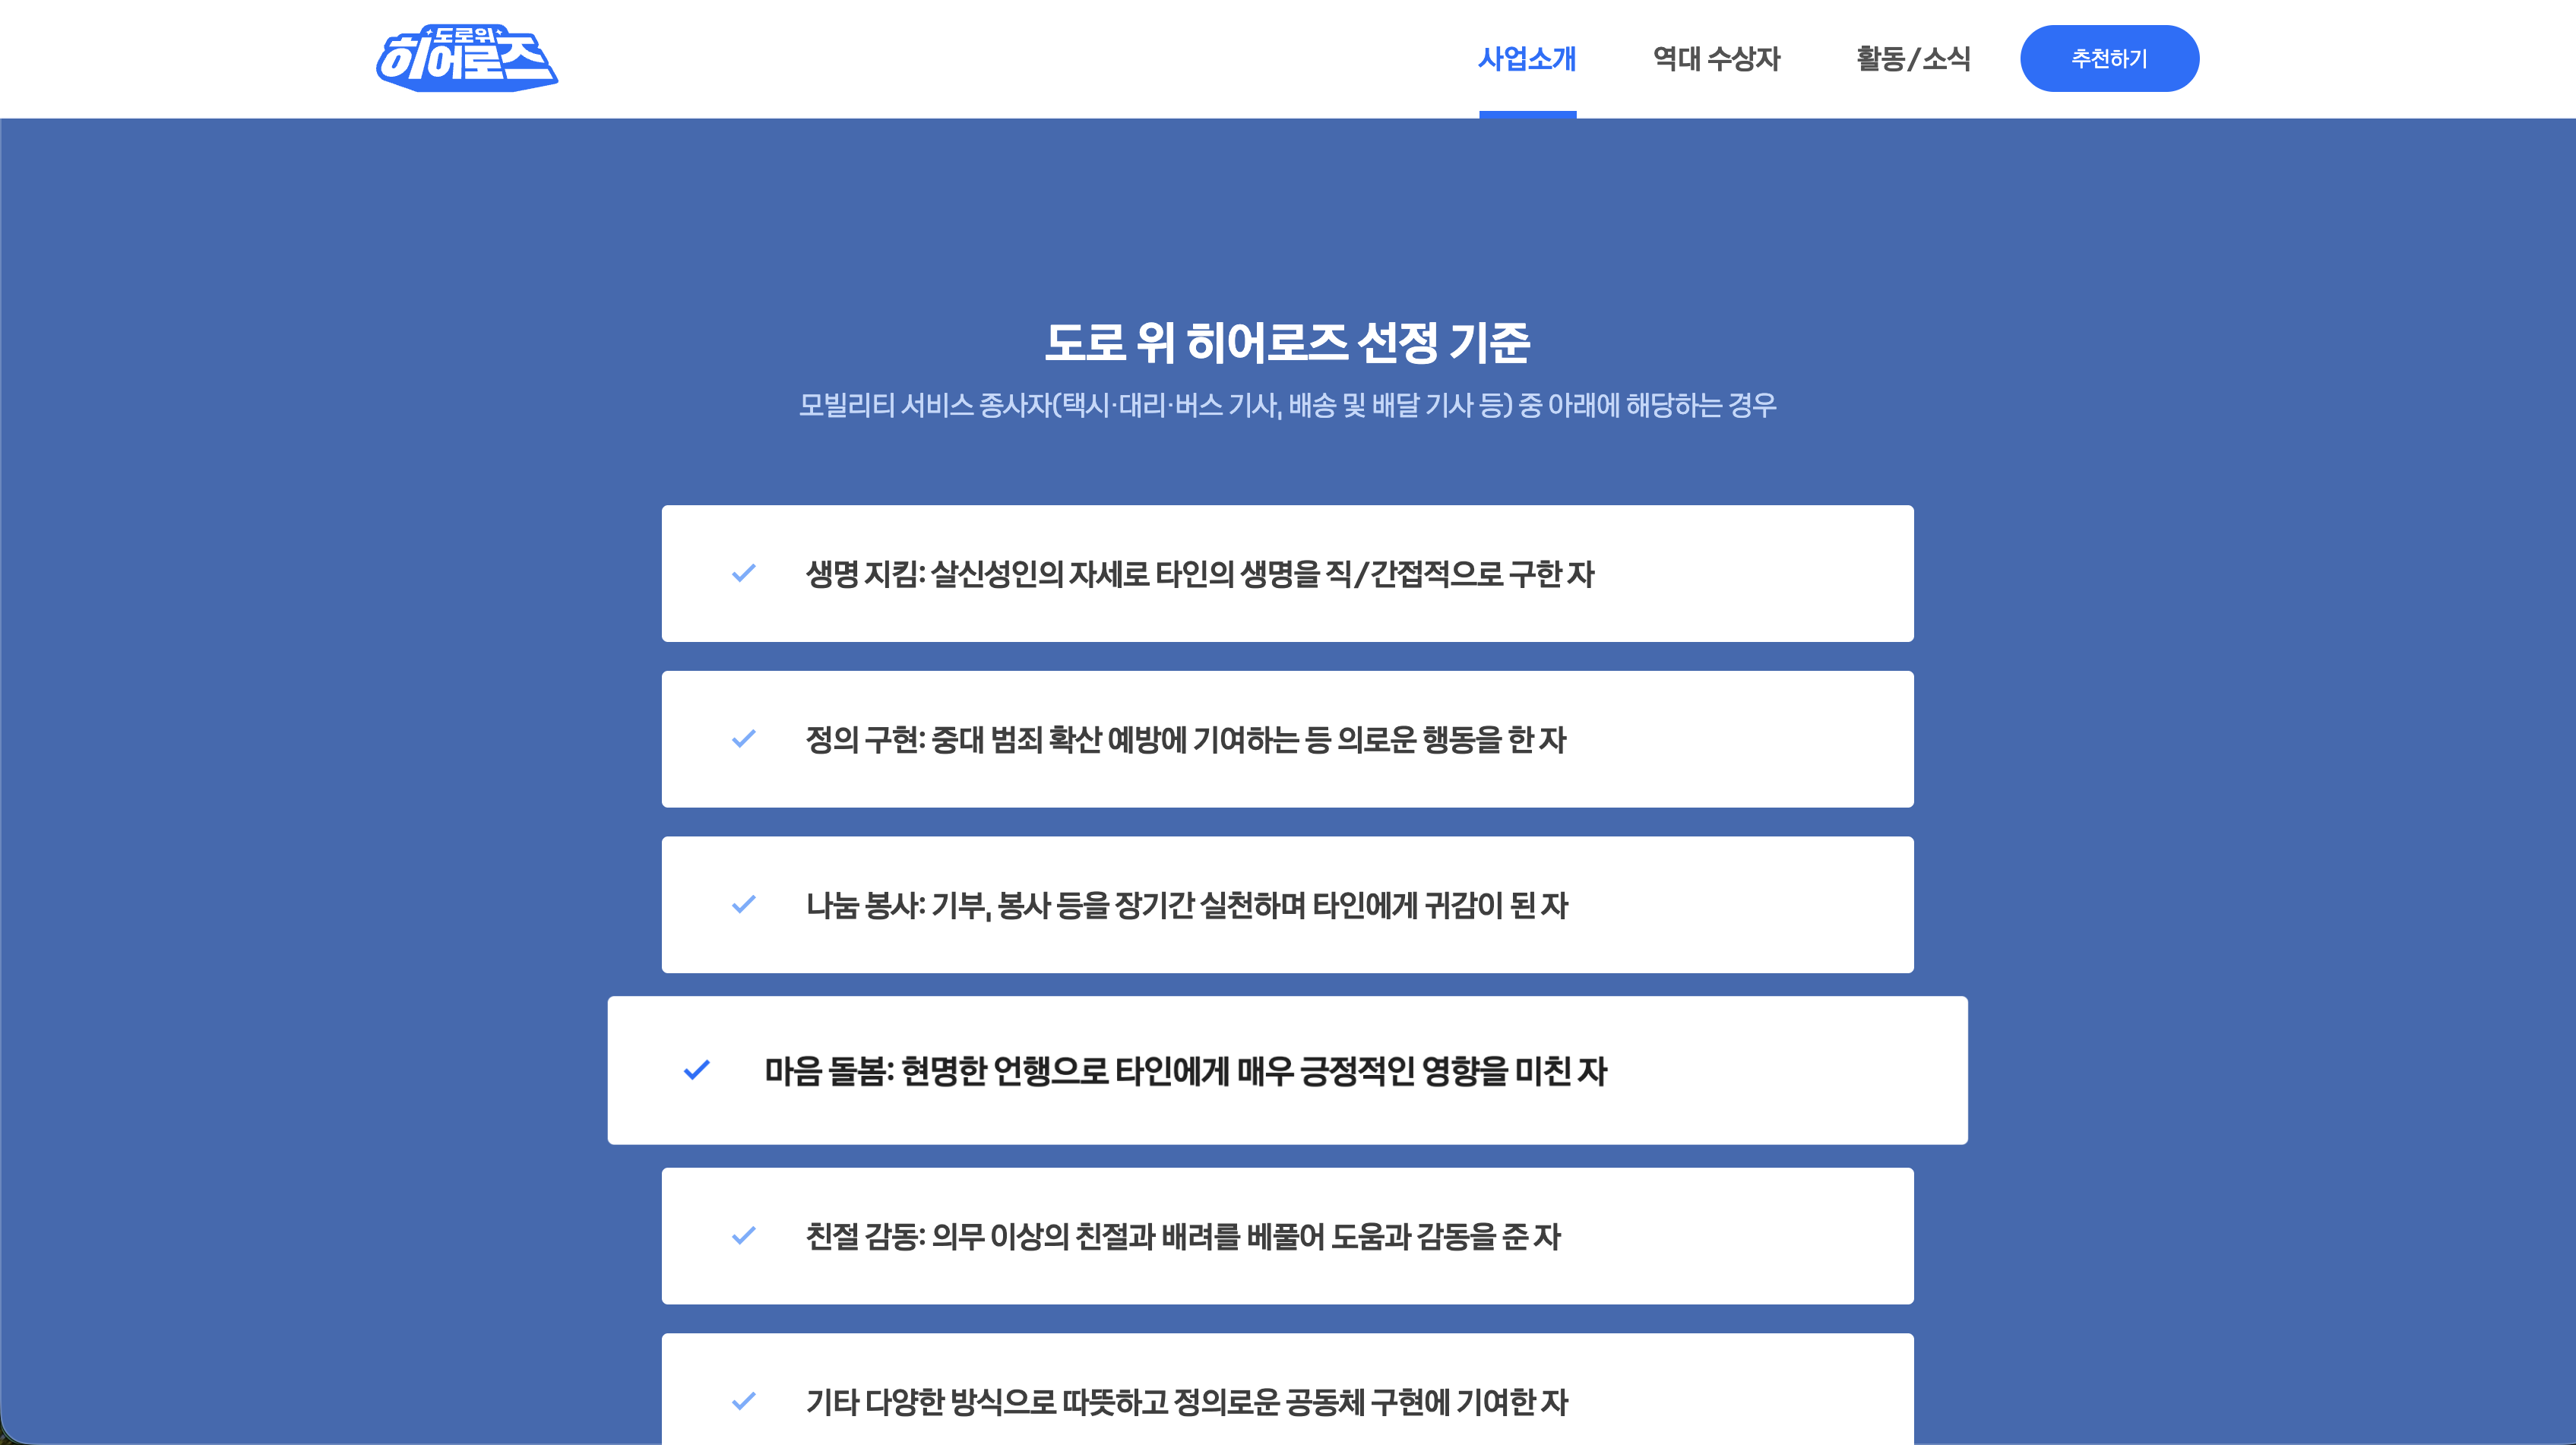 도로위
히어로즈
사업소개
역대 수상자
활동/소식
추천하기
도로 위 히어로즈 선정 기준
모빌리티 서비스 종사자(택시·대리·버스 기사, 배송 및 배달 기사 등) 중 아래에 해당하는 경우
생명 지킴: 살신성인의 자세로 타인의 생명을 직/간접적으로 구한 자
정의 구현: 중대 범죄 확산 예방에 기여하는 등 의로운 행동을 한 자
나눔 봉사: 기부, 봉사 등을 장기간 실천하며 타인에게 귀감이 된 자
마음 돌봄: 현명한 언행으로 타인에게 매우 긍정적인 영향을 미친 자
친절 감동: 의무 이상의 친절과 배려를 베풀어 도움과 감동을 준 자
기타 다양한 방식으로 따뜻하고 정의로운 공동체 구현에 기여한 자